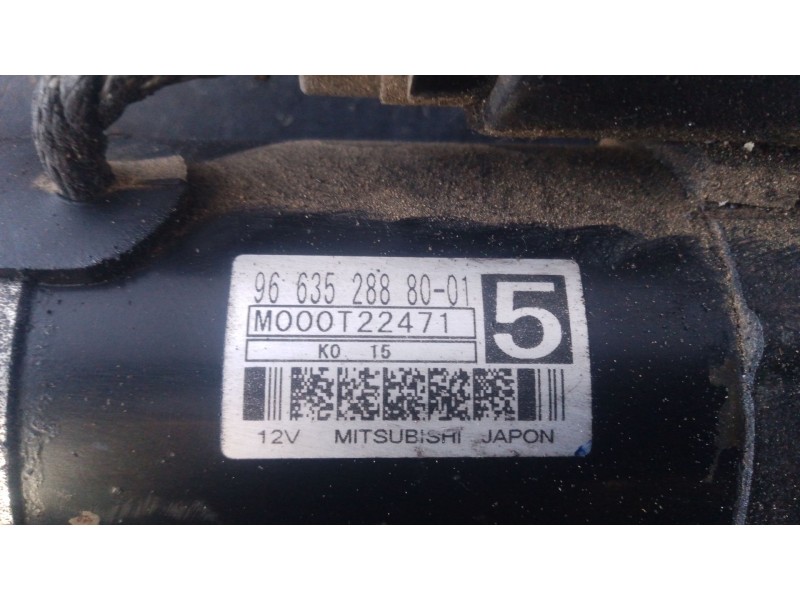 96 635 288 80-01
5
M000T22471
K0 15
12V MITSUBISHI JAPON